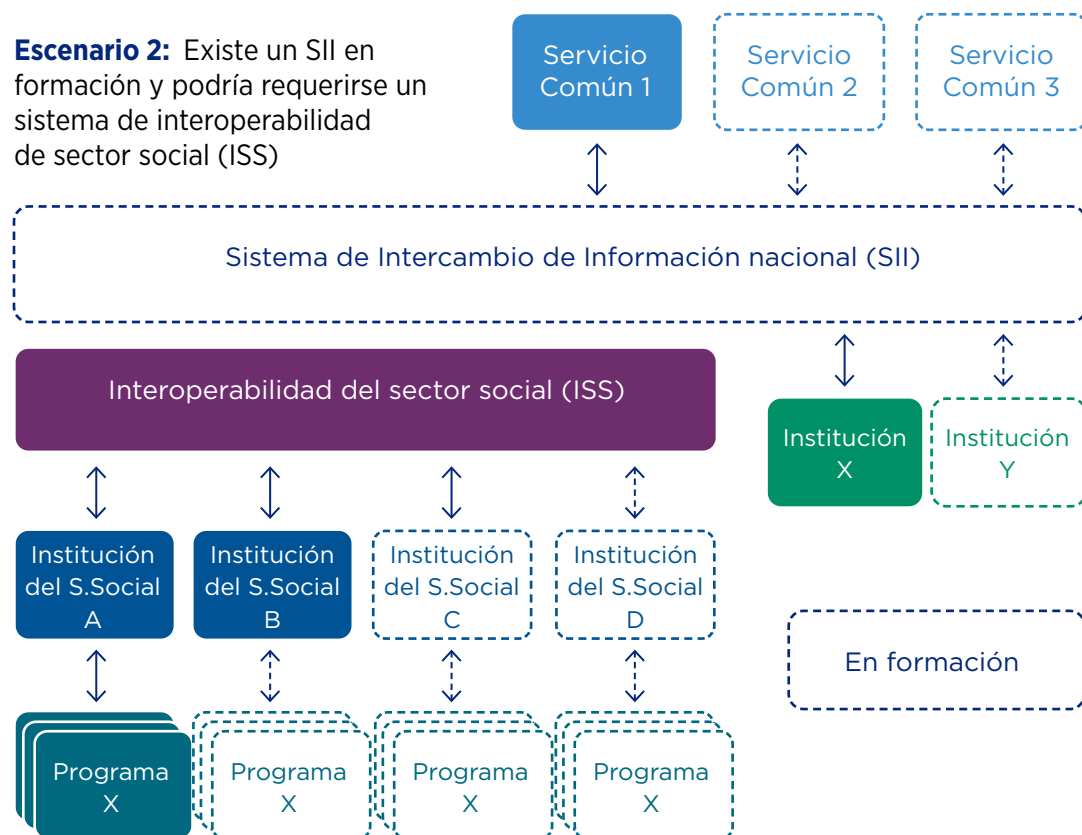 Escenario 2: Existe un SII en
formación y podría requerirse un
sistema de interoperabilidad
de sector social (ISS)
Servicio
Común 1
Servicio
Común 2
Servicio
Común 3
Sistema de Intercambio de Información nacional (SII)
Interoperabilidad del sector social (ISS)
Institución
X
Institución
Y
Institución
del S.Social
A
Institución
del S.Social
B
Institución
del S.Social
C
Institución
del S.Social
D
En formación
Programa
X
Programa
X
Programa
X
Programa
X